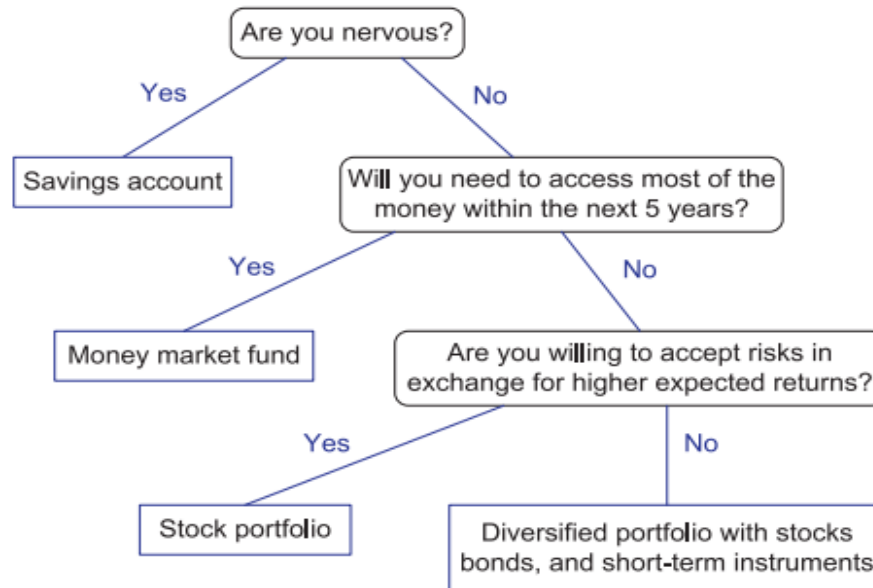 Are you nervous?
Yes
No
Savings account
Will you need to access most of the
money within the next 5 years?
Yes
No
Money market fund
Are you willing to accept risks in
exchange for higher expected returns?
Yes
No
Stock portfolio
Diversified portfolio with stocks
bonds, and short-term instruments